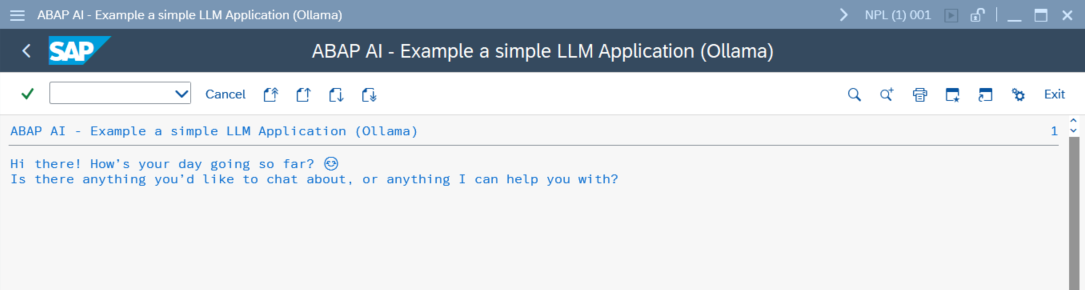 ABAP AI - Example a simple LLM Application (Ollama)
NPL (1) 001
SAP
ABAP AI - Example a simple LLM Application (Ollama)
Cancel
Exit
ABAP AI - Example a simple LLM Application (Ollama) 1
Hi there! How's your day going so far? 😊
Is there anything you'd like to chat about, or anything I can help you with?